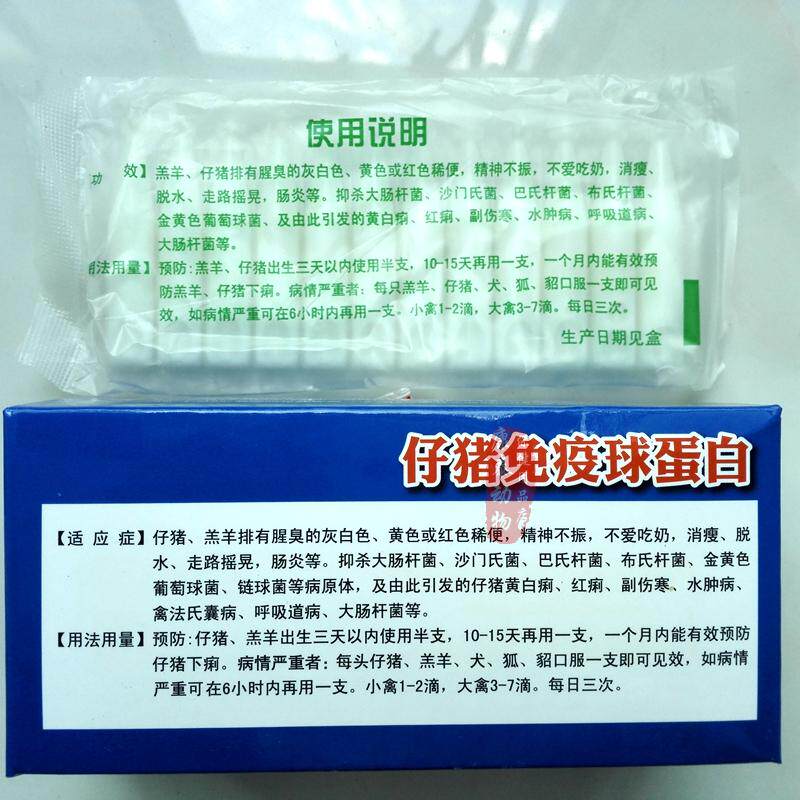 使用说明
功 效】羔羊、仔猪排有腥臭的灰白色、黄色或红色稀便，精神不振，不爱吃奶，消瘦、
脱水、走路摇晃，肠炎等。抑杀大肠杆菌、沙门氏菌、巴氏杆菌、布氏杆菌、
金黄色葡萄球菌、及由此引发的黄白痢、红痢、副伤寒、水肿病、呼吸道病、
大肠杆菌等。
用法用量】预防:羔羊、仔猪出生三天以内使用半支，10-15天再用一支，一个月内能有效预
防羔羊、仔猪下痢。病情严重者：每只羔羊、仔猪、犬、狐、貂口服一支即可见
效，如病情严重可在6小时内再用一支。小禽1-2滴，大禽3-7滴。每日三次。
生产日期见盒
仔猪免疫球蛋白
【适应症】仔猪、羔羊排有腥臭的灰白色、黄色或红色稀便，精神不振，不爱吃奶，消瘦、脱
水、走路摇晃，肠炎等。抑杀大肠杆菌、沙门氏菌、巴氏杆菌、布氏杆菌、金黄色
葡萄球菌、链球菌等病原体，及由此引发的仔猪黄白痢、红痢、副伤寒、水肿病、
禽法氏囊病、呼吸道病、大肠杆菌等。
【用法用量】预防:仔猪、羔羊出生三天以内使用半支，10-15天再用一支，一个月内能有效预防
仔猪下痢。病情严重者：每头仔猪、羔羊、犬、狐、貂口服一支即可见效，如病情
严重可在6小时内再用一支。小禽1-2滴，大禽3-7滴。每日三次。